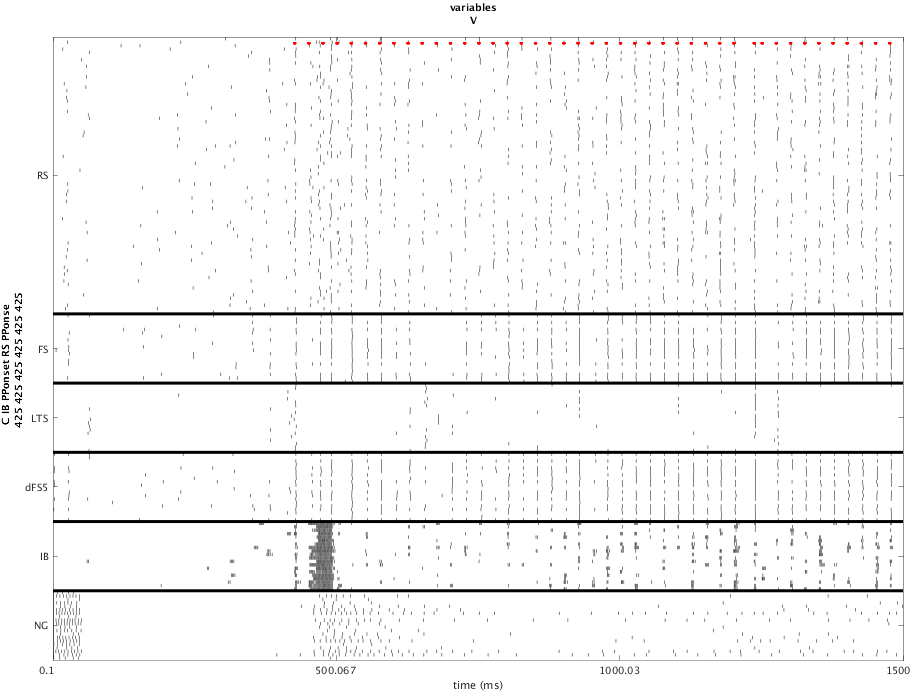 variables
V
C IB PPonset RS PPonse
425 425 425 425 425 425 425
RS
FS
LTS
dFS5
IB
NG
0.1
500.067
1000.03
1500
time (ms)